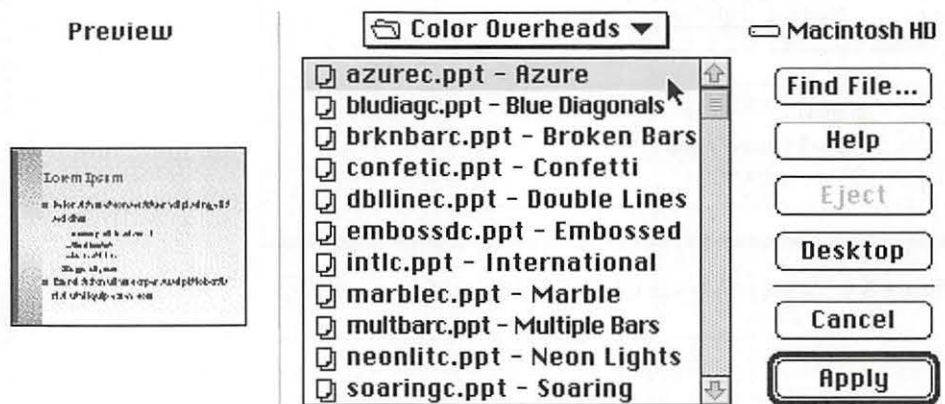 Preview
Lorem Ipsum
Color Overheads
azurec.ppt - Azure
bludiagc.ppt - Blue Diagonals
brknbarc.ppt - Broken Bars
confetic.ppt - Confetti
dbllinec.ppt - Double Lines
embossdc.ppt - Embossed
intlc.ppt - International
marblec.ppt - Marble
multbarc.ppt - Multiple Bars
neonlitc.ppt - Neon Lights
soaringc.ppt - Soaring
Macintosh HD
Find File...
Help
Eject
Desktop
Cancel
Apply